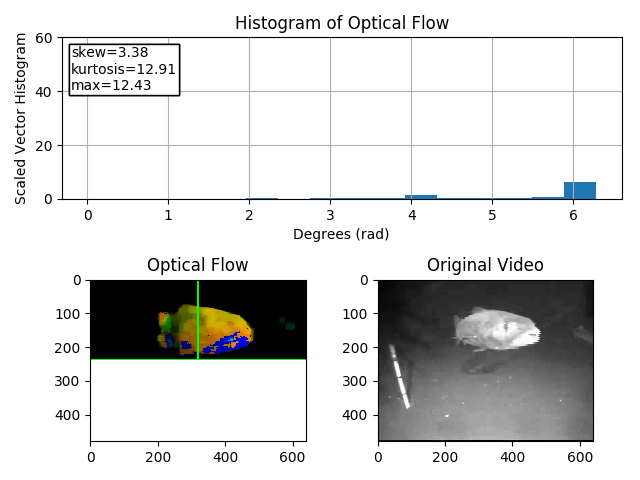 Histogram of Optical Flow
Scaled Vector Histogram
60
40
20
0
skew=3.38
kurtosis=12.91
max=12.43
0 1 2 3 4 5 6
Degrees (rad)
Optical Flow
0
100
200
300
400
0 200 400 600
Original Video
0
100
200
300
400
0 200 400 600